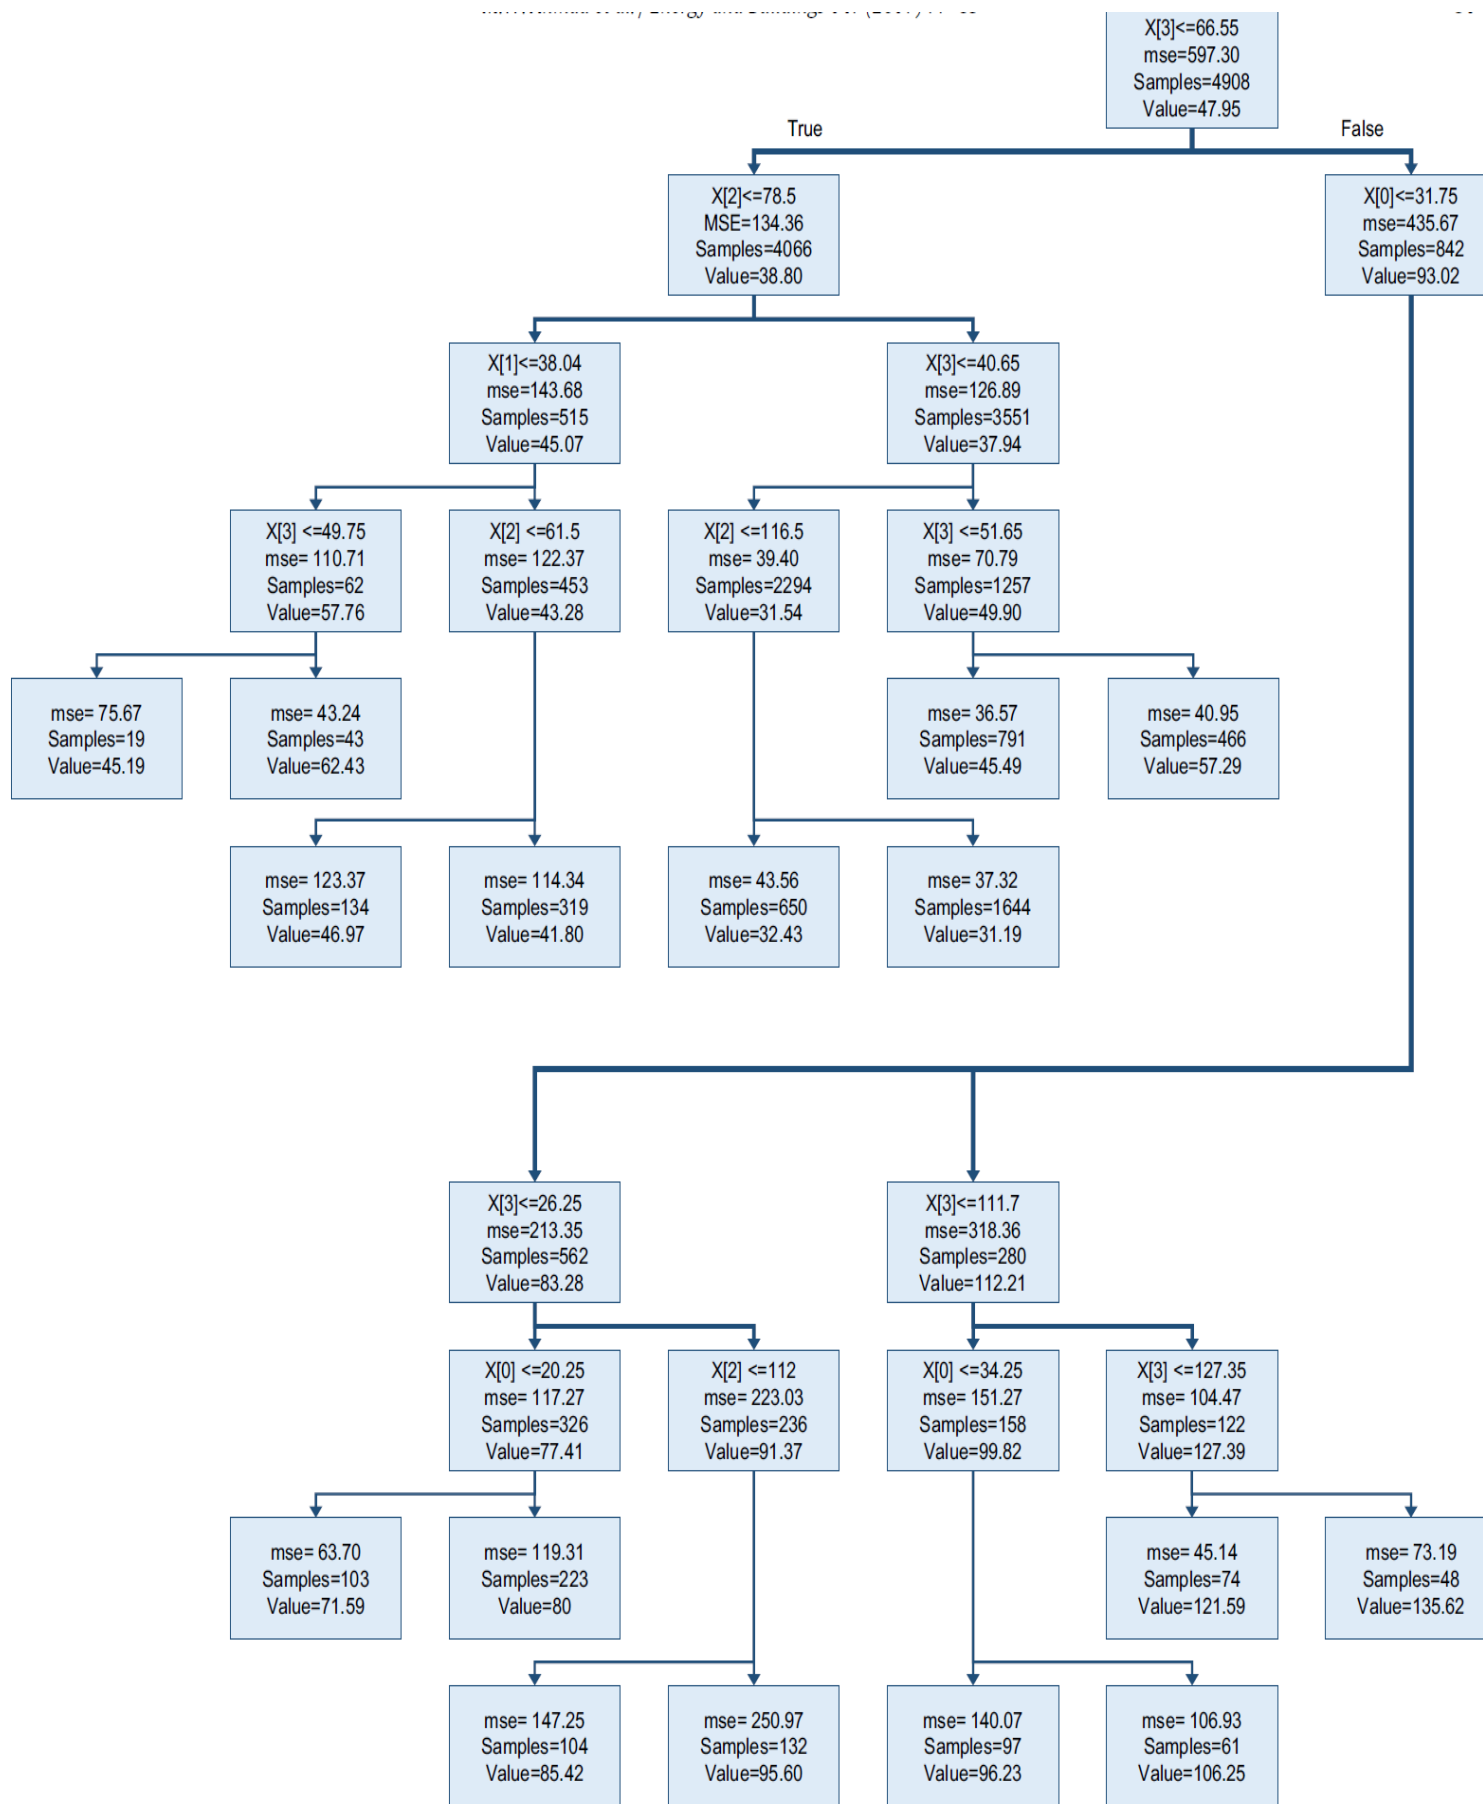 X[3]<=66.55
mse=597.30
Samples=4908
Value=47.95
True
False
X[2]<=78.5
MSE=134.36
Samples=4066
Value=38.80
X[0]<=31.75
mse=435.67
Samples=842
Value=93.02
X[1]<=38.04
mse=143.68
Samples=515
Value=45.07
X[3]<=40.65
mse=126.89
Samples=3551
Value=37.94
X[3] <=49.75
mse= 110.71
Samples=62
Value=57.76
X[2] <=61.5
mse= 122.37
Samples=453
Value=43.28
X[2] <=116.5
mse= 39.40
Samples=2294
Value=31.54
X[3] <=51.65
mse= 70.79
Samples=1257
Value=49.90
mse= 75.67
Samples=19
Value=45.19
mse= 43.24
Samples=43
Value=62.43
mse= 36.57
Samples=791
Value=45.49
mse= 40.95
Samples=466
Value=57.29
mse= 123.37
Samples=134
Value=46.97
mse= 114.34
Samples=319
Value=41.80
mse= 43.56
Samples=650
Value=32.43
mse= 37.32
Samples=1644
Value=31.19
X[3]<=26.25
mse=213.35
Samples=562
Value=83.28
X[3]<=111.7
mse=318.36
Samples=280
Value=112.21
X[0] <=20.25
mse= 117.27
Samples=326
Value=77.41
X[2] <=112
mse= 223.03
Samples=236
Value=91.37
X[0] <=34.25
mse= 151.27
Samples=158
Value=99.82
X[3] <=127.35
mse= 104.47
Samples=122
Value=127.39
mse= 63.70
Samples=103
Value=71.59
mse= 119.31
Samples=223
Value=80
mse= 45.14
Samples=74
Value=121.59
mse= 73.19
Samples=48
Value=135.62
mse= 147.25
Samples=104
Value=85.42
mse= 250.97
Samples=132
Value=95.60
mse= 140.07
Samples=97
Value=96.23
mse= 106.93
Samples=61
Value=106.25